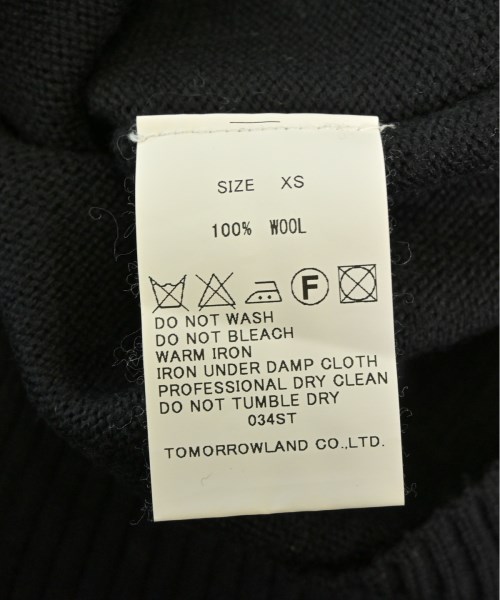 SIZE XS
100% WOOL
F
DO NOT WASH
DO NOT BLEACH
WARM IRON
IRON UNDER DAMP CLOTH
PROFESSIONAL DRY CLEAN
DO NOT TUMBLE DRY
034ST
TOMORROWLAND CO.,LTD.